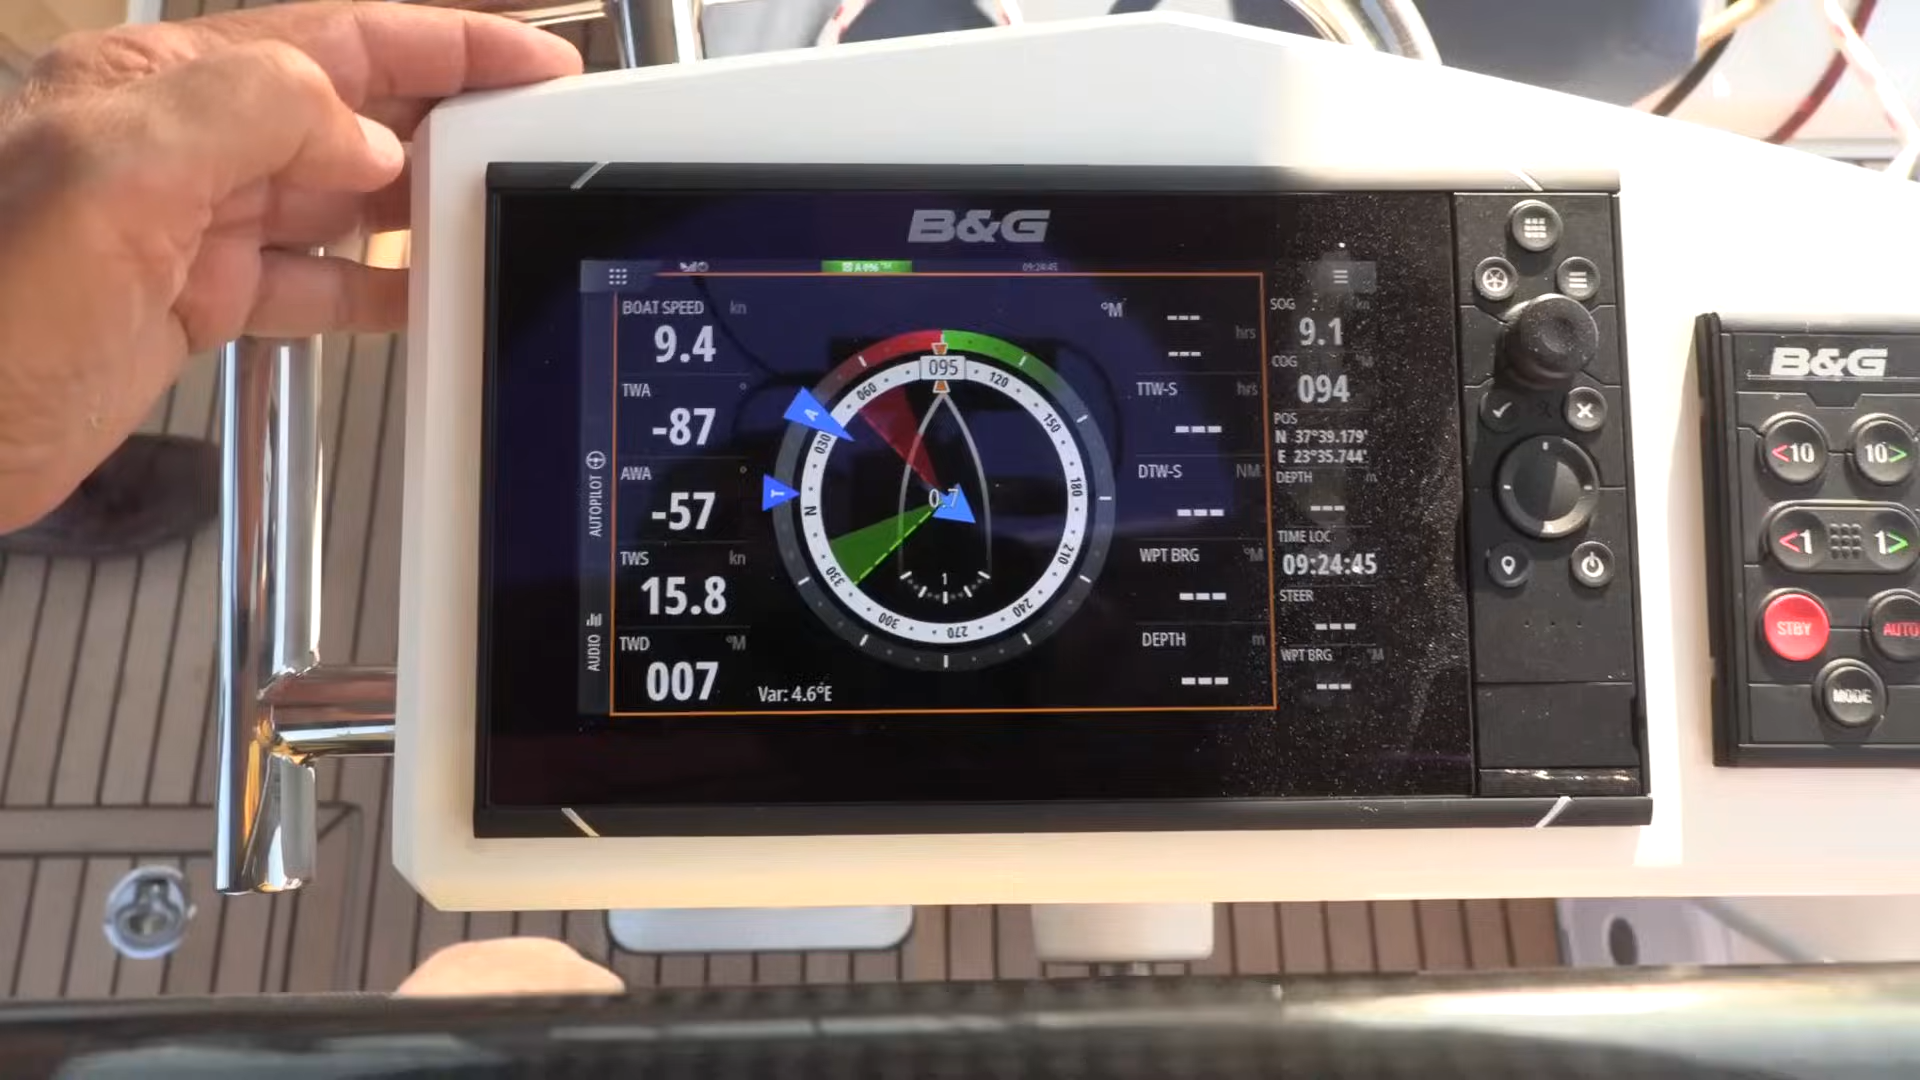 B&G
A 096 °M
09:24:45
BOAT SPEED kn
9.4
TWA °
-87
AWA °
-57
TWS kn
15.8
TWD °M
007
AUTOPILOT
AUDIO
°M
095
060
120
030
150
N
180
330
210
300
240
270
A
T
0.7
1
Var: 4.6°E
---
hrs
---
TTW-S hrs
---
DTW-S NM
---
WPT BRG °M
---
DEPTH m
---
SOG kn
9.1
COG °M
094
POS
N 37°39.179'
E 23°35.744'
DEPTH m
---
TIME LOC
09:24:45
STEER
---
WPT BRG °M
---
B&G
<10
10>
<1
1>
STBY
AUTO
MODE